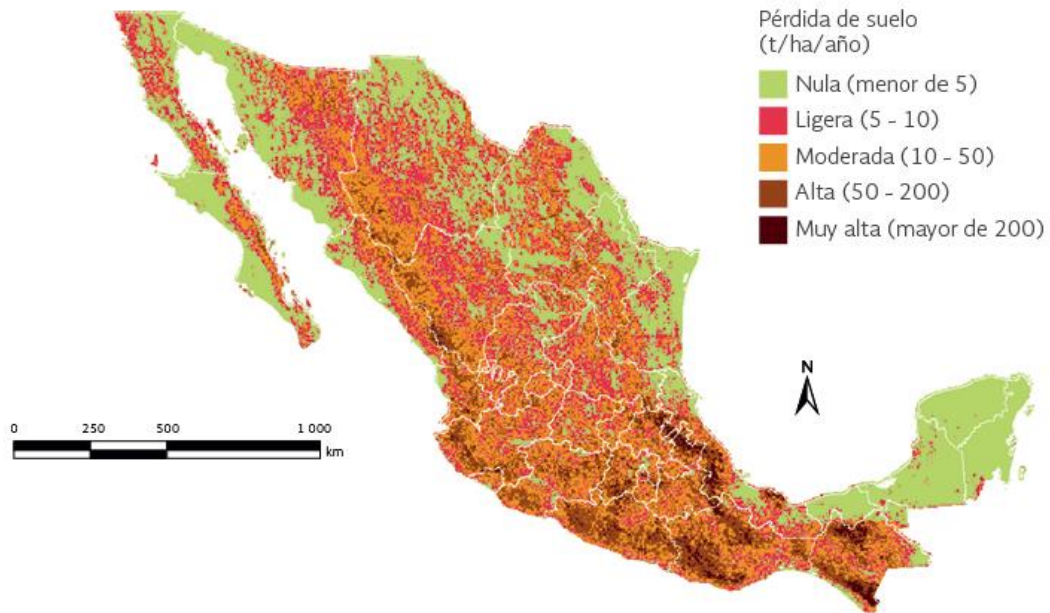 Pérdida de suelo
(t/ha/año)
Nula (menor de 5)
Ligera (5 - 10)
Moderada (10 - 50)
Alta (50 - 200)
Muy alta (mayor de 200)
N
0 250 500 1 000
km